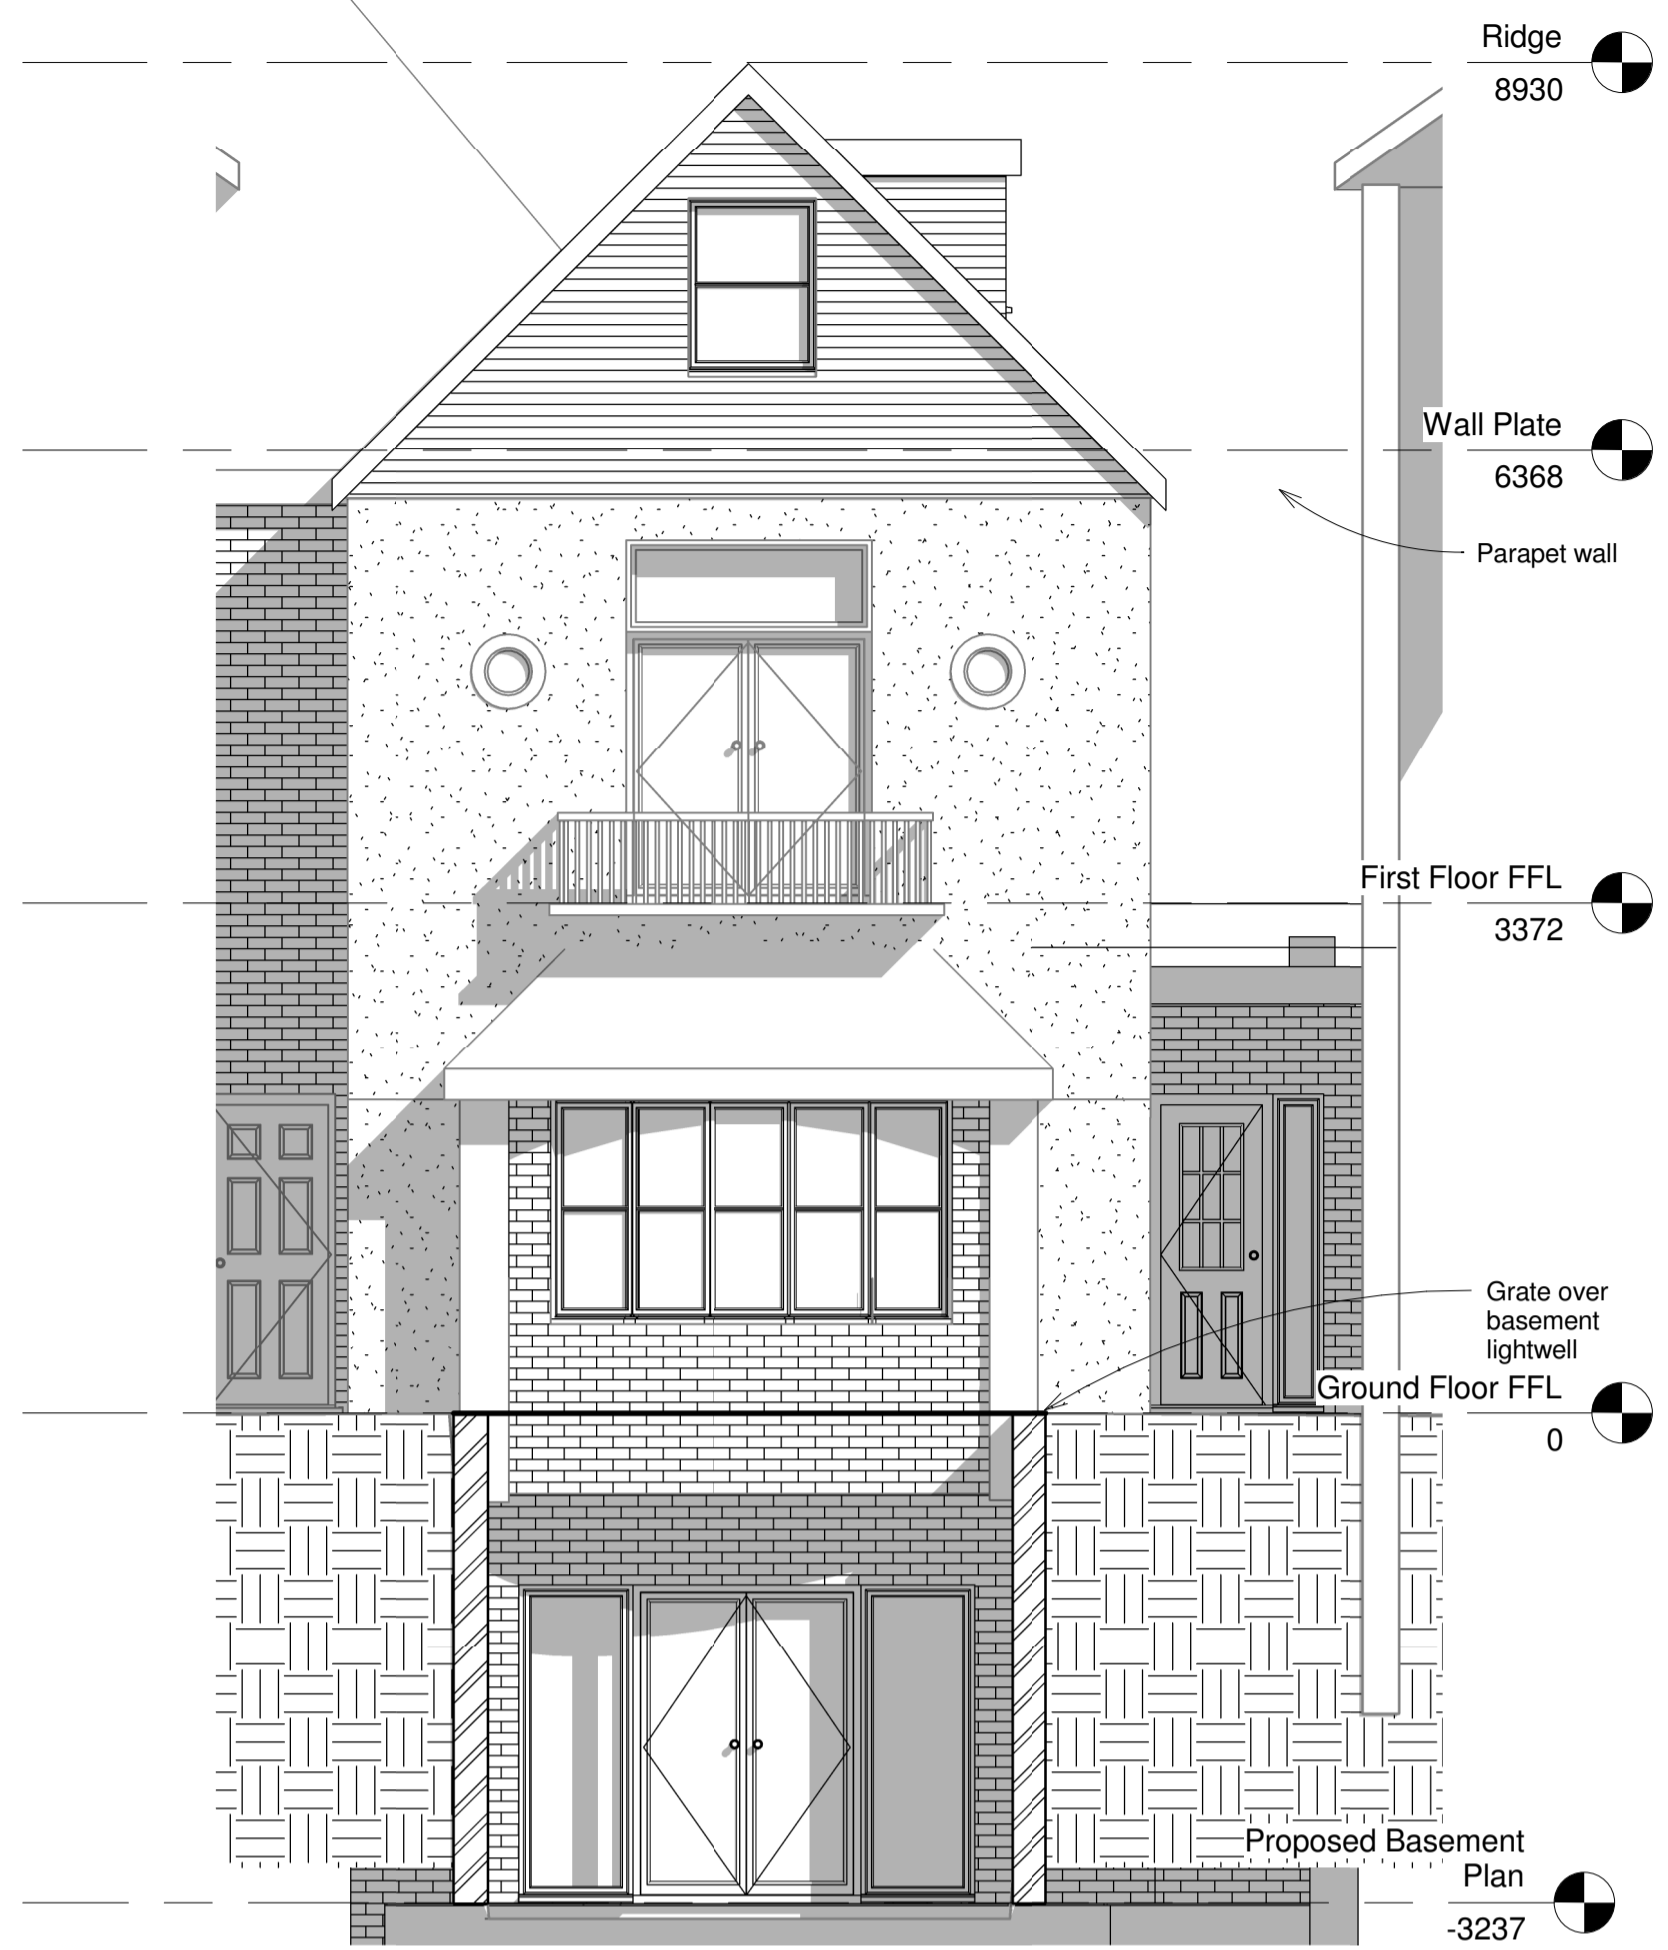 Ridge
8930
Wall Plate
6368
Parapet wall
First Floor FFL
3372
Grate over
basement
lightwell
Ground Floor FFL
0
Proposed Basement
Plan
-3237